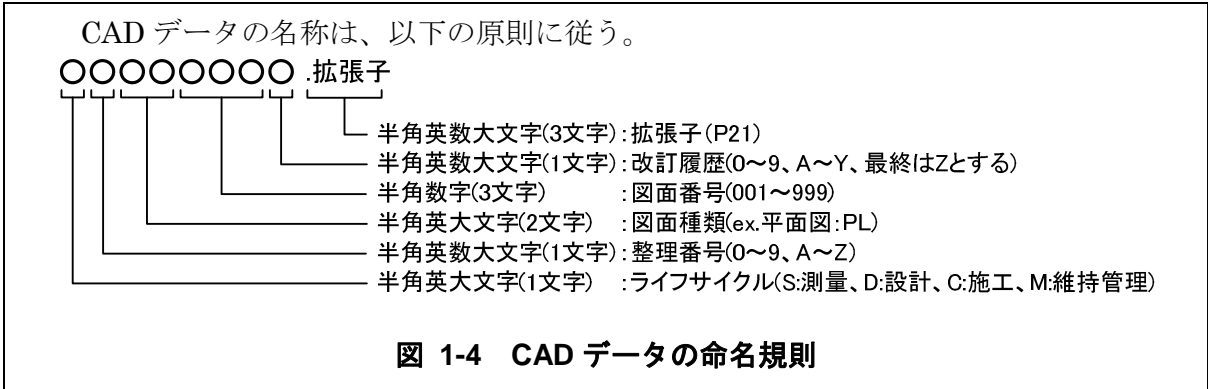 CAD データの名称は、以下の原則に従う。
○○○○○○○○○.拡張子
半角英数大文字(3文字):拡張子(P21)
半角英数大文字(1文字):改訂履歴(0～9、A～Y、最終はZとする)
半角数字(3文字) :図面番号(001～999)
半角英大文字(2文字) :図面種類(ex.平面図:PL)
半角英数大文字(1文字):整理番号(0～9、A～Z)
半角英大文字(1文字) :ライフサイクル(S:測量、D:設計、C:施工、M:維持管理)
図 1-4 CAD データの命名規則